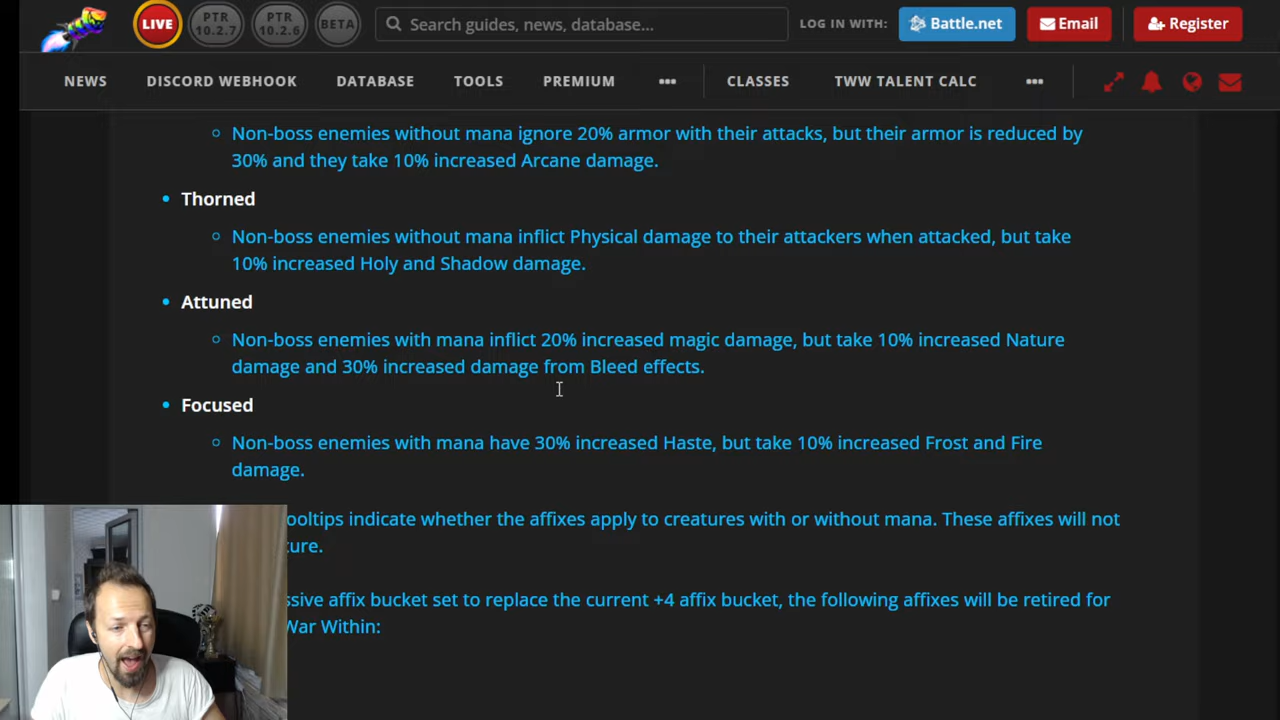 LIVE
PTR
10.2.7
PTR
10.2.6
BETA
Search guides, news, database...
LOG IN WITH:
Battle.net
Email
Register
NEWS
DISCORD WEBHOOK
DATABASE
TOOLS
PREMIUM
•••
CLASSES
TWW TALENT CALC
•••
Non-boss enemies without mana ignore 20% armor with their attacks, but their armor is reduced by
30% and they take 10% increased Arcane damage.
Thorned
Non-boss enemies without mana inflict Physical damage to their attackers when attacked, but take
10% increased Holy and Shadow damage.
Attuned
Non-boss enemies with mana inflict 20% increased magic damage, but take 10% increased Nature
damage and 30% increased damage from Bleed effects.
Focused
Non-boss enemies with mana have 30% increased Haste, but take 10% increased Frost and Fire
damage.
ooltips indicate whether the affixes apply to creatures with or without mana. These affixes will not
ture.
ssive affix bucket set to replace the current +4 affix bucket, the following affixes will be retired for
War Within: